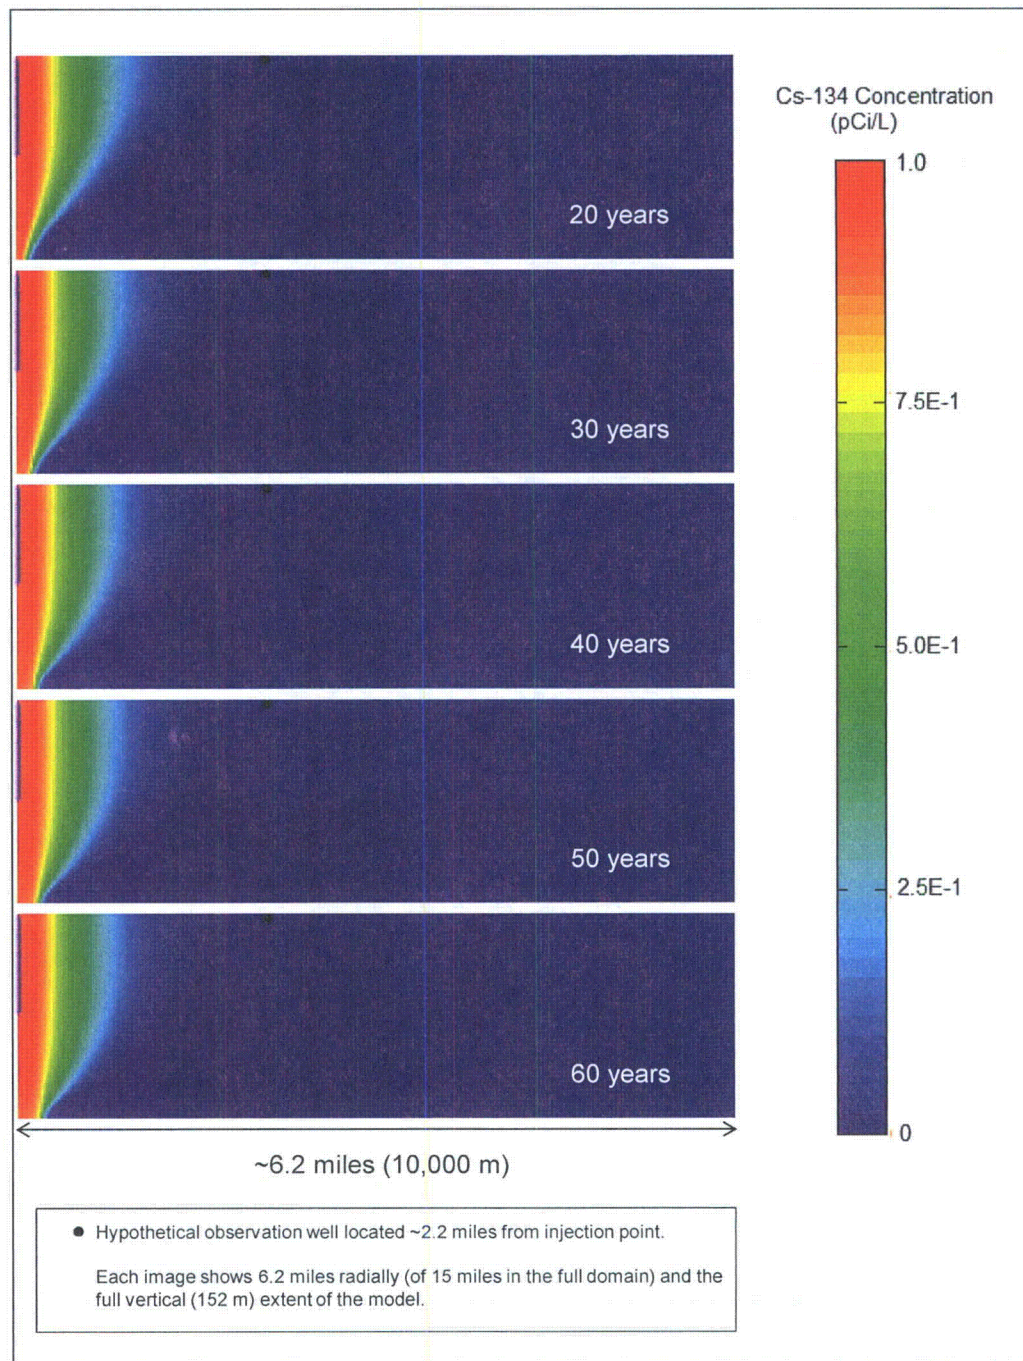 Cs-134 Concentration
(pCi/L)
1.0
20 years
7.5E-1
30 years
5.0E-1
40 years
2.5E-1
50 years
60 years
0
~6.2 miles (10,000 m)
● Hypothetical observation well located ~2.2 miles from injection point.
Each image shows 6.2 miles radially (of 15 miles in the full domain) and the
full vertical (152 m) extent of the model.